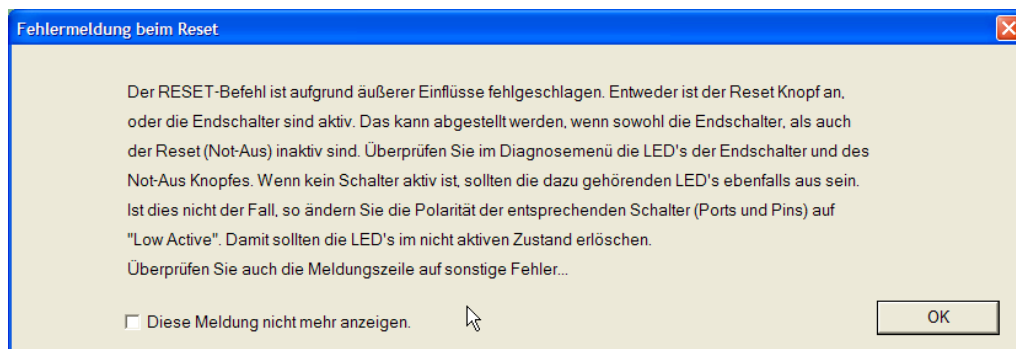 Fehlermeldung beim Reset
Der RESET-Befehl ist aufgrund äußerer Einflüsse fehlgeschlagen. Entweder ist der Reset Knopf an,
oder die Endschalter sind aktiv. Das kann abgestellt werden, wenn sowohl die Endschalter, als auch
der Reset (Not-Aus) inaktiv sind. Überprüfen Sie im Diagnosemenü die LED's der Endschalter und des
Not-Aus Knopfes. Wenn kein Schalter aktiv ist, sollten die dazu gehörenden LED's ebenfalls aus sein.
Ist dies nicht der Fall, so ändern Sie die Polarität der entsprechenden Schalter (Ports und Pins) auf
"Low Active". Damit sollten die LED's im nicht aktiven Zustand erlöschen.
Überprüfen Sie auch die Meldungszeile auf sonstige Fehler...
Diese Meldung nicht mehr anzeigen.
OK